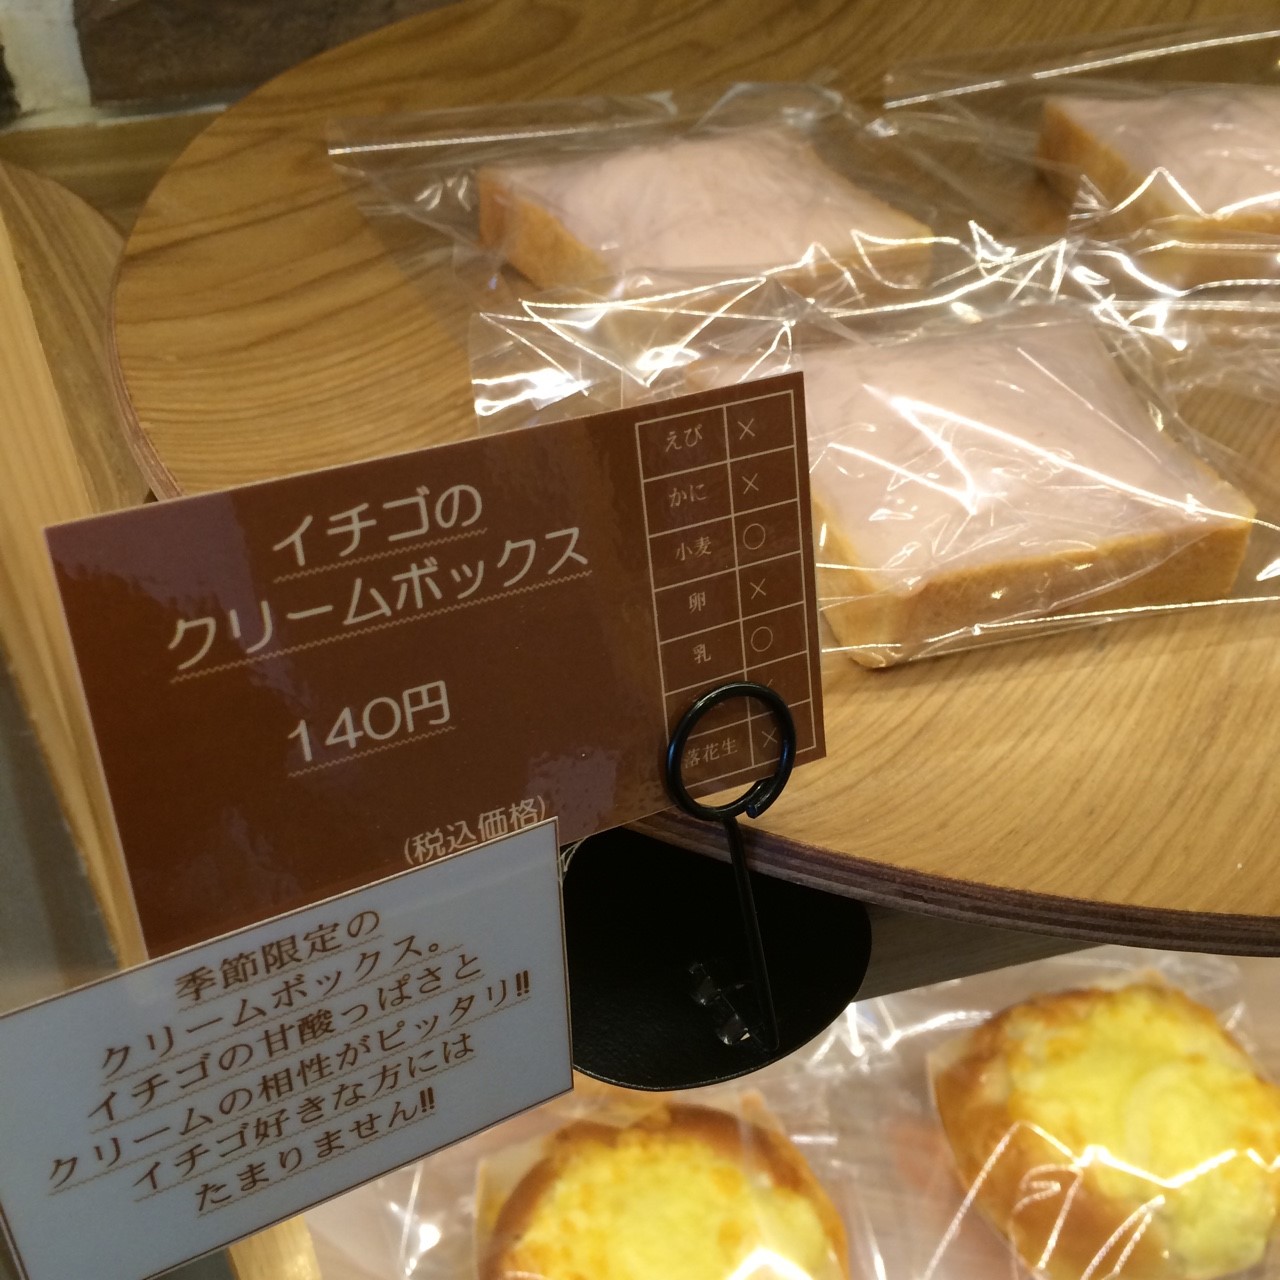 イチゴの
クリームボックス
140円
(税込価格)
えび ×
かに ×
小麦 ○
卵 ×
乳 ○
落花生 ×
季節限定の
クリームボックス。
イチゴの甘酸っぱさと
クリームの相性がピッタリ!!
イチゴ好きな方には
たまりません!!